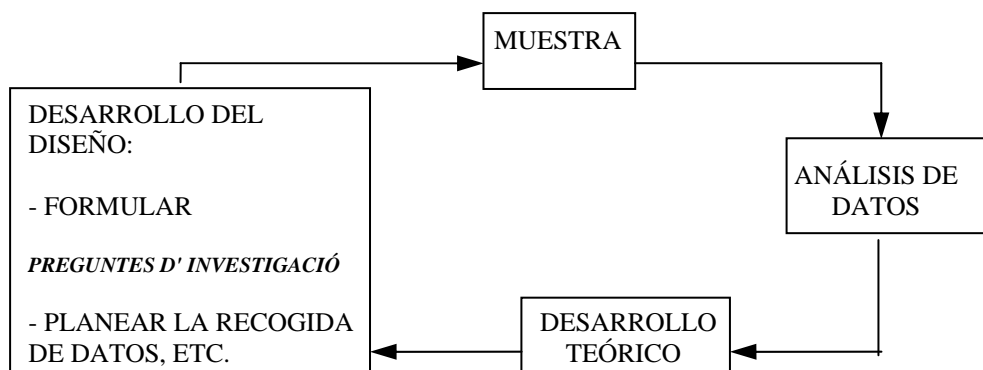 MUESTRA
DESARROLLO DEL
DISEÑO:
- FORMULAR
PREGUNTES D' INVESTIGACIÓ
- PLANEAR LA RECOGIDA
DE DATOS, ETC.
ANÁLISIS DE
DATOS
DESARROLLO
TEÓRICO